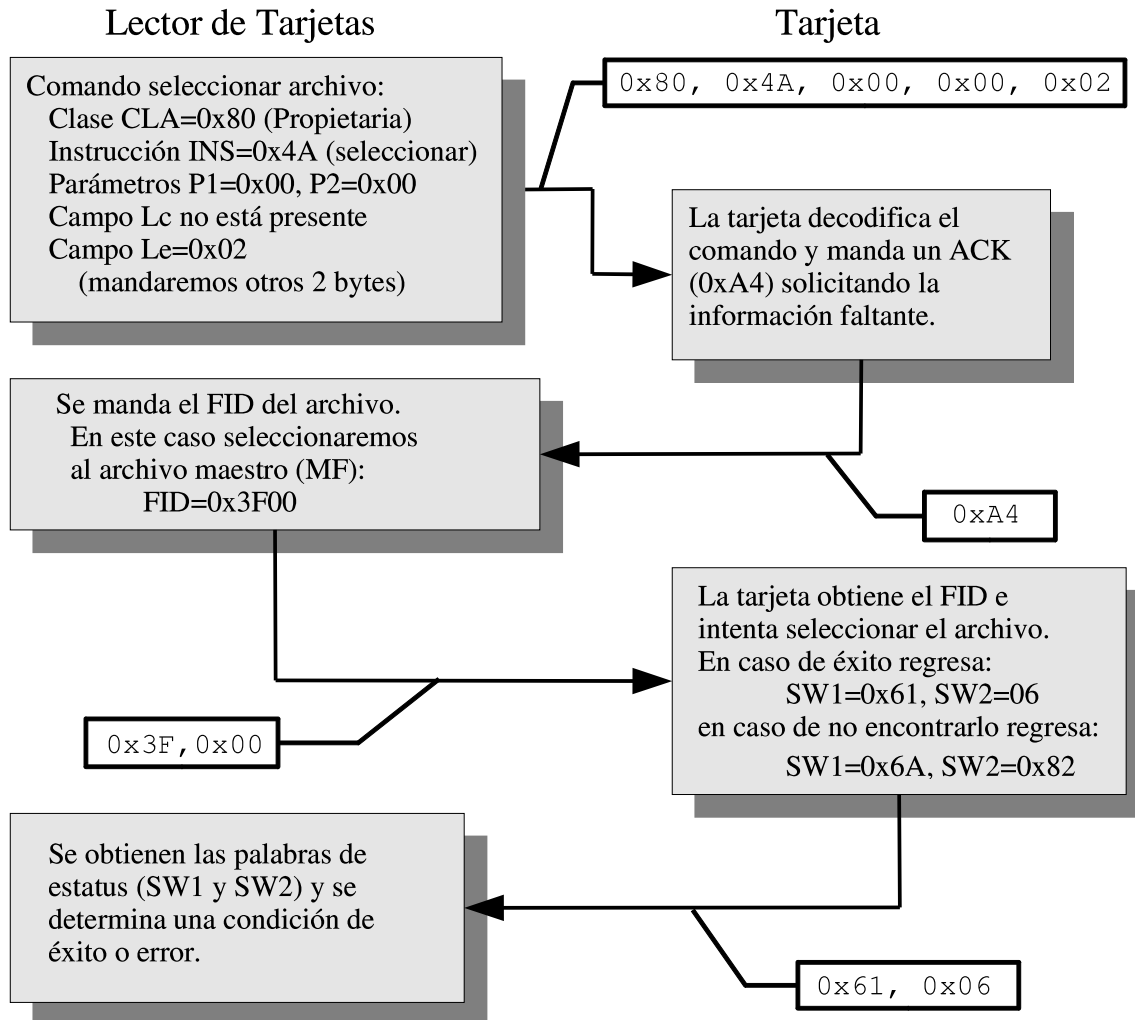 Lector de Tarjetas
Tarjeta
Comando seleccionar archivo:
Clase CLA=0x80 (Propietaria)
Instrucción INS=0x4A (seleccionar)
Parámetros P1=0x00, P2=0x00
Campo Lc no está presente
Campo Le=0x02
(mandaremos otros 2 bytes)
0x80, 0x4A, 0x00, 0x00, 0x02
La tarjeta decodifica el
comando y manda un ACK
(0xA4) solicitando la
información faltante.
Se manda el FID del archivo.
En este caso seleccionaremos
al archivo maestro (MF):
FID=0x3F00
0xA4
La tarjeta obtiene el FID e
intenta seleccionar el archivo.
En caso de éxito regresa:
SW1=0x61, SW2=06
en caso de no encontrarlo regresa:
SW1=0x6A, SW2=0x82
0x3F,0x00
Se obtienen las palabras de
estatus (SW1 y SW2) y se
determina una condición de
éxito o error.
0x61, 0x06